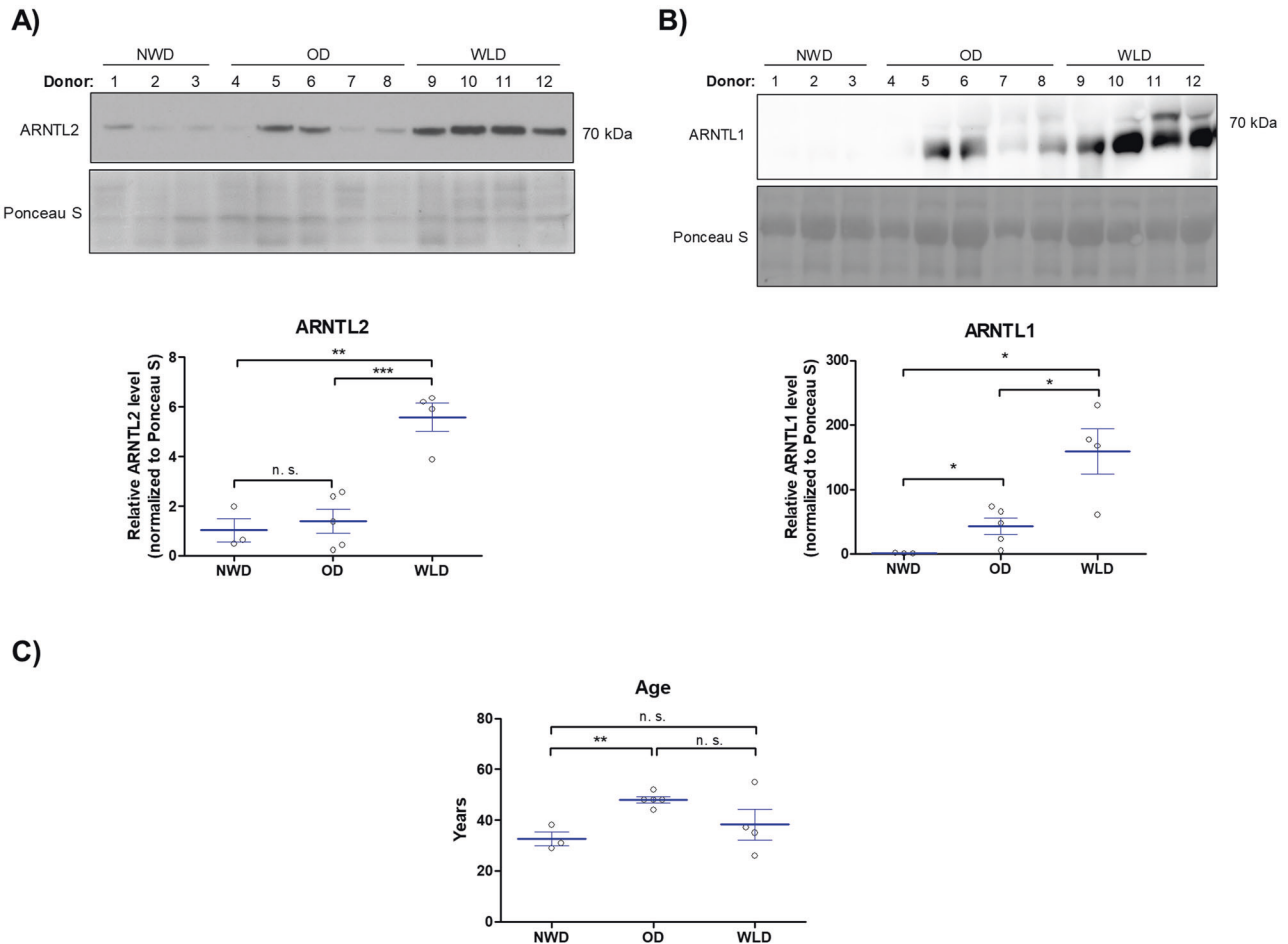 A)
NWD OD WLD
Donor: 1 2 3 4 5 6 7 8 9 10 11 12
ARNTL2 70 kDa
Ponceau S
ARNTL2
Relative ARNTL2 level
(normalized to Ponceau S)
8
6
4
2
0
**
***
n. s.
NWD OD WLD
B)
NWD OD WLD
Donor: 1 2 3 4 5 6 7 8 9 10 11 12
ARNTL1 70 kDa
Ponceau S
ARNTL1
Relative ARNTL1 level
(normalized to Ponceau S)
300
200
100
0
*
*
*
NWD OD WLD
C)
Age
Years
80
60
40
20
0
n. s.
** n. s.
NWD OD WLD